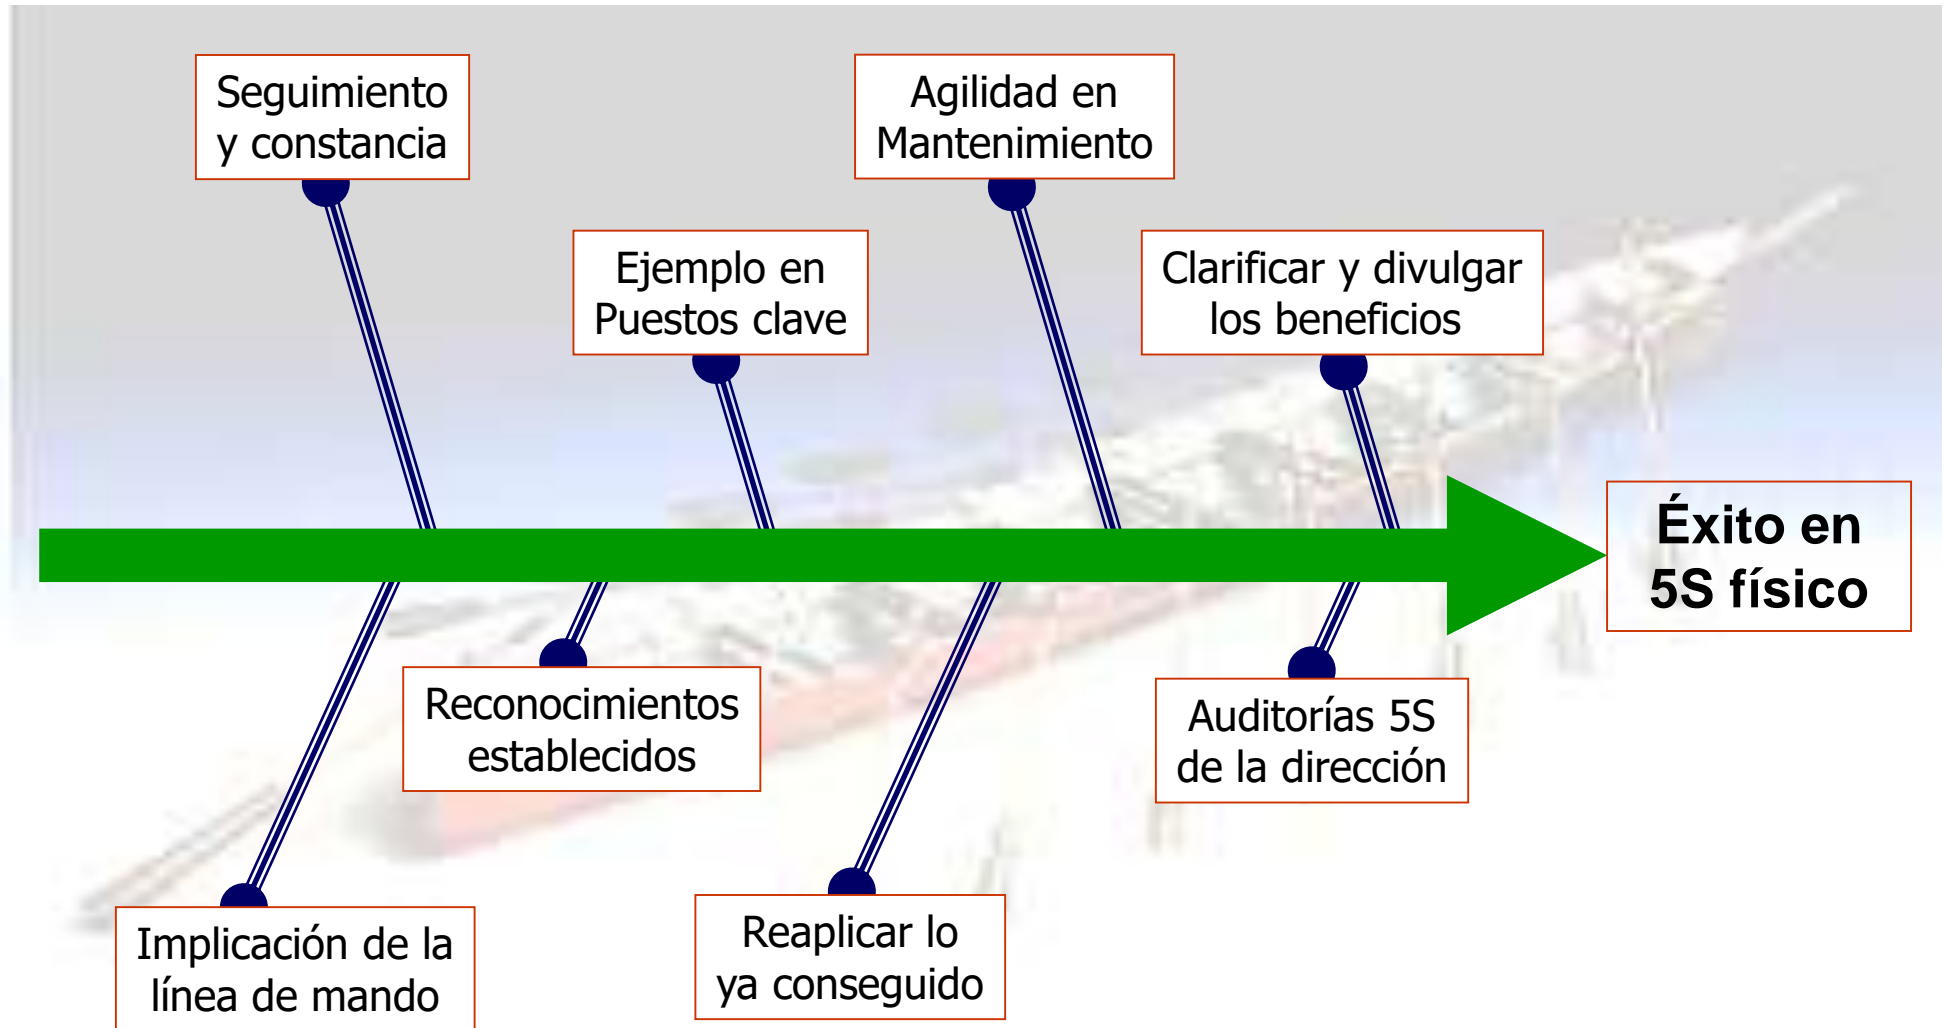 Seguimiento
y constancia
Agilidad en
Mantenimiento
Ejemplo en
Puestos clave
Clarificar y divulgar
los beneficios
Éxito en
5S físico
Reconocimientos
establecidos
Auditorías 5S
de la dirección
Implicación de la
línea de mando
Reaplicar lo
ya conseguido